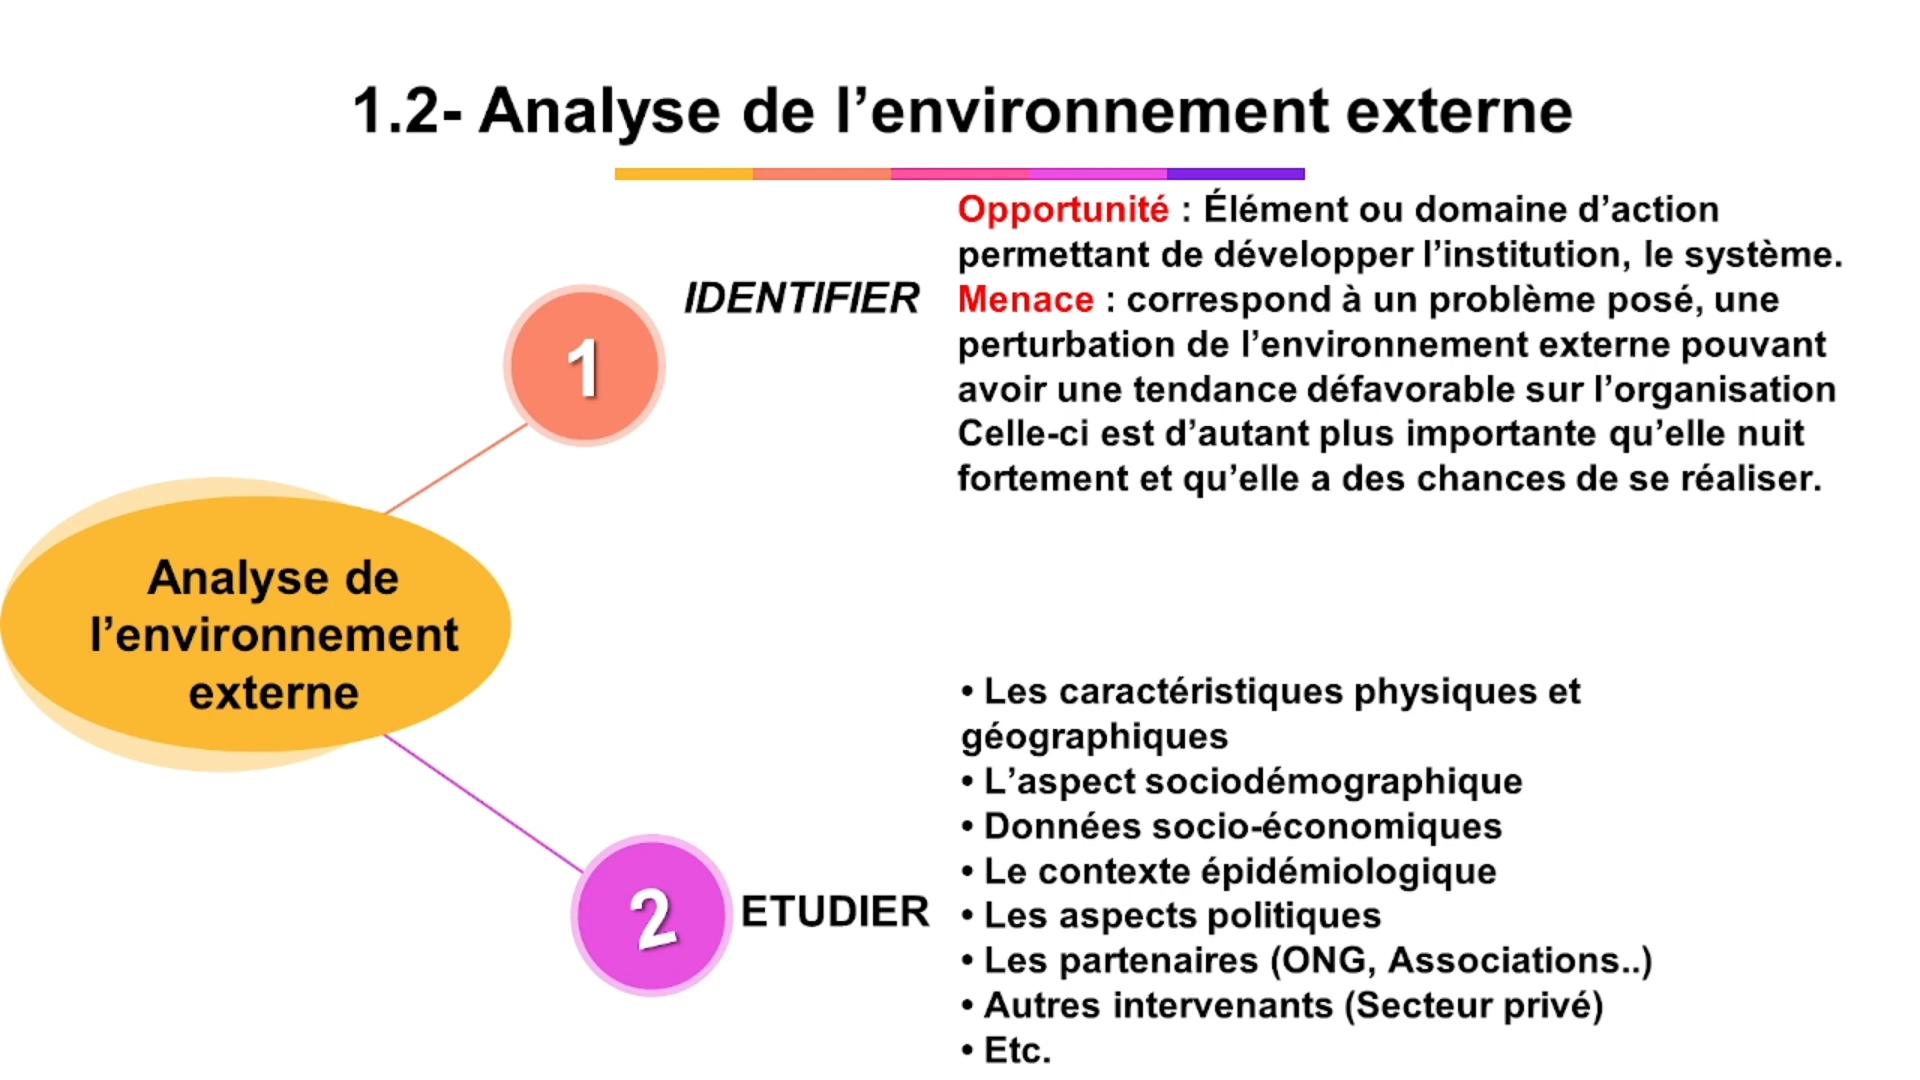 1.2- Analyse de l’environnement externe
IDENTIFIER
Opportunité : Élément ou domaine d’action
permettant de développer l’institution, le système.
Menace : correspond à un problème posé, une
perturbation de l’environnement externe pouvant
avoir une tendance défavorable sur l’organisation
Celle-ci est d’autant plus importante qu’elle nuit
fortement et qu’elle a des chances de se réaliser.
1
Analyse de
l’environnement
externe
2
ETUDIER
• Les caractéristiques physiques et
géographiques
• L’aspect sociodémographique
• Données socio-économiques
• Le contexte épidémiologique
• Les aspects politiques
• Les partenaires (ONG, Associations..)
• Autres intervenants (Secteur privé)
• Etc.